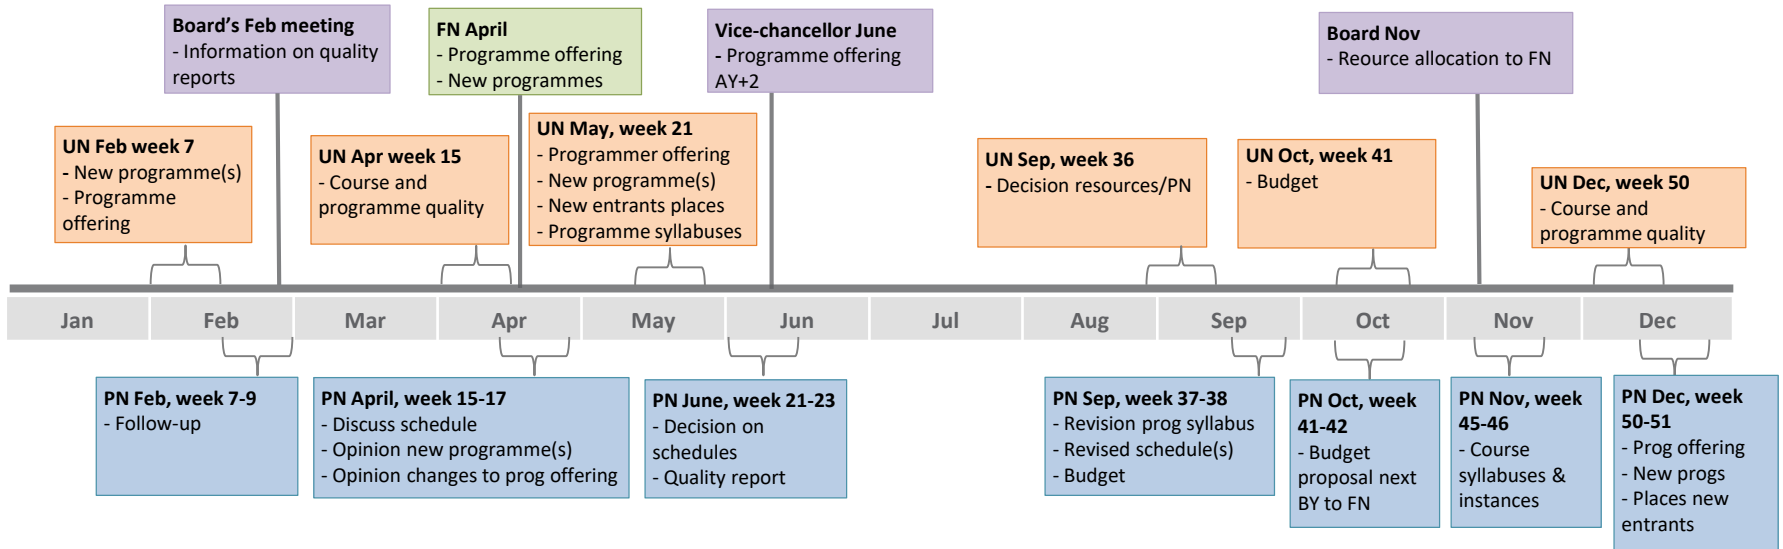 Board's Feb meeting
- Information on quality
reports
FN April
- Programme offering
- New programmes
Vice-chancellor June
- Programme offering
AY+2
Board Nov
- Reource allocation to FN
UN Feb week 7
- New programme(s)
- Programme
offering
UN Apr week 15
- Course and
programme quality
UN May, week 21
- Programmer offering
- New programme(s)
- New entrants places
- Programme syllabuses
UN Sep, week 36
- Decision resources/PN
UN Oct, week 41
- Budget
UN Dec, week 50
- Course and
programme quality
Jan
Feb
Mar
Apr
May
Jun
Jul
Aug
Sep
Oct
Nov
Dec
PN Feb, week 7-9
- Follow-up
PN April, week 15-17
- Discuss schedule
- Opinion new programme(s)
- Opinion changes to prog offering
PN June, week 21-23
- Decision on
schedules
- Quality report
PN Sep, week 37-38
- Revision prog syllabus
- Revised schedule(s)
- Budget
PN Oct, week
41-42
- Budget
proposal next
BY to FN
PN Nov, week
45-46
- Course
syllabuses &
instances
PN Dec, week
50-51
- Prog offering
- New progs
- Places new
entrants